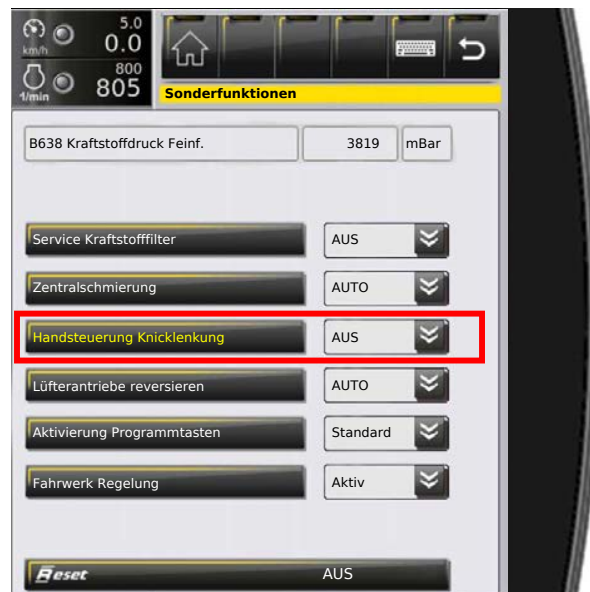 5.0
km/h 0.0
800
1/min 805
Sonderfunktionen
B638 Kraftstoffdruck Feinf. 3819 mBar
Service Kraftstofffilter AUS
Zentralschmierung AUTO
Handsteuerung Knicklenkung AUS
Lüfterantriebe reversieren AUTO
Aktivierung Programmtasten Standard
Fahrwerk Regelung Aktiv
Reset AUS